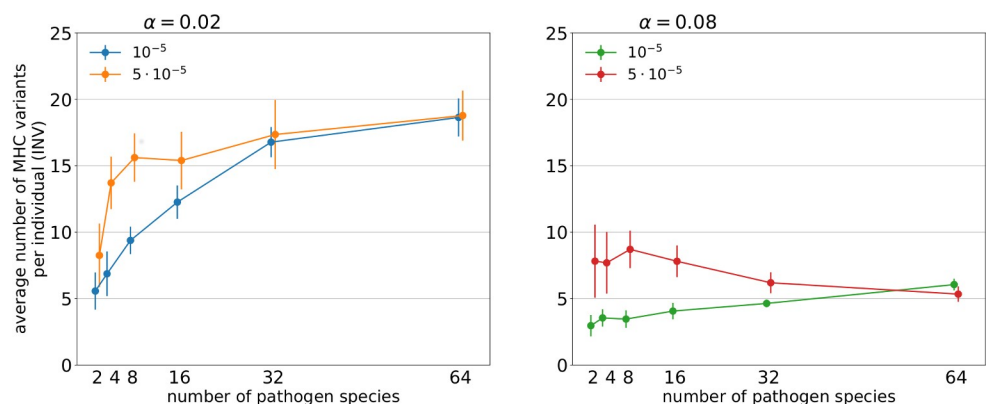 α = 0.02
25
20
15
10
5
0
average number of MHC variants
per individual (INV)
10⁻⁵
5 · 10⁻⁵
2 4 8 16 32 64
number of pathogen species
α = 0.08
25
20
15
10
5
0
10⁻⁵
5 · 10⁻⁵
2 4 8 16 32 64
number of pathogen species